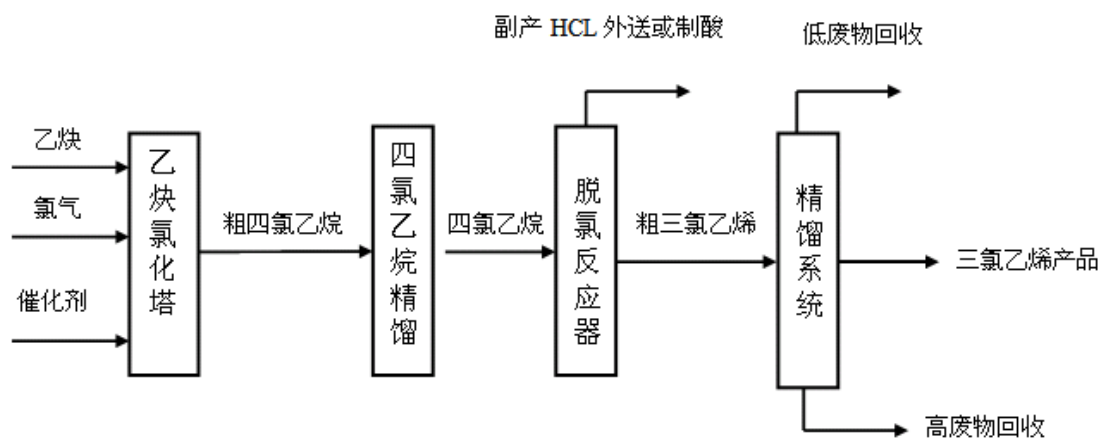 副产 HCL 外送或制酸
低废物回收
乙炔
氯气
催化剂
乙炔氯化塔
粗四氯乙烷
四氯乙烷精馏
四氯乙烷
脱氯反应器
粗三氯乙烯
精馏系统
三氯乙烯产品
高废物回收